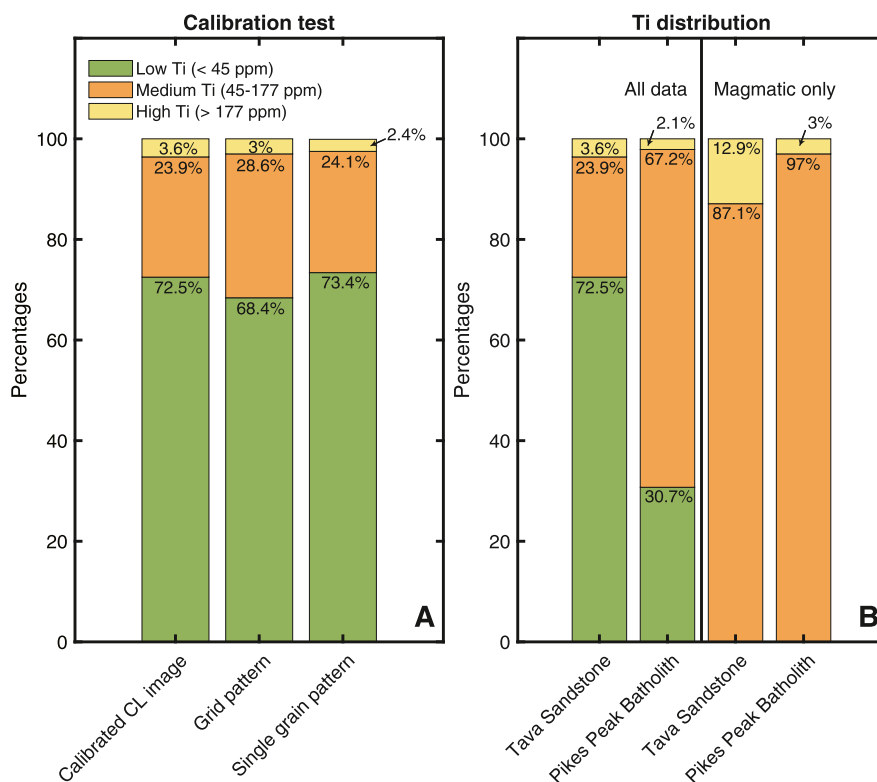 Calibration test
Low Ti (< 45 ppm)
Medium Ti (45-177 ppm)
High Ti (> 177 ppm)
Percentages
100
80
60
40
20
0
3.6%
23.9%
72.5%
3%
28.6%
68.4%
2.4%
24.1%
73.4%
A
Calibrated CL image
Grid pattern
Single grain pattern
Ti distribution
All data
Magmatic only
Percentages
100
80
60
40
20
0
3.6%
23.9%
72.5%
2.1%
67.2%
30.7%
12.9%
87.1%
3%
97%
B
Tava Sandstone
Pikes Peak Batholith
Tava Sandstone
Pikes Peak Batholith